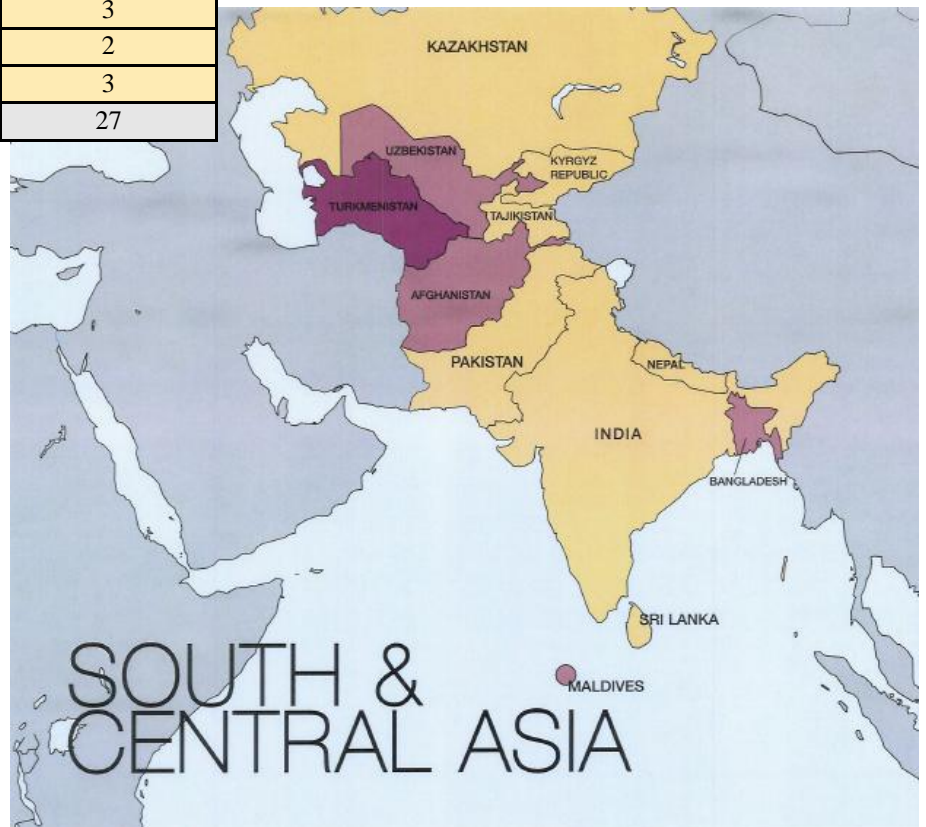 3
2
3
27
KAZAKHSTAN
UZBEKISTAN
KYRGYZ
REPUBLIC
TURKMENISTAN
TAJIKISTAN
AFGHANISTAN
PAKISTAN
NEPAL
INDIA
BANGLADESH
SRI LANKA
MALDIVES
SOUTH &
CENTRAL ASIA